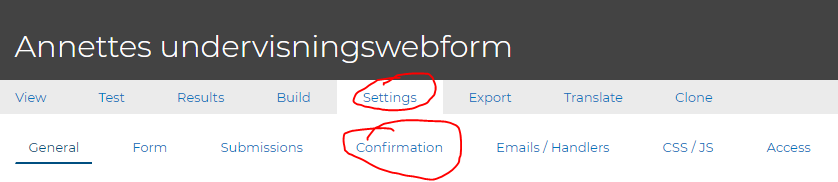 Annettes undervisningswebform
View Test Results Build Settings Export Translate Clone
General Form Submissions Confirmation Emails / Handlers CSS / JS Access